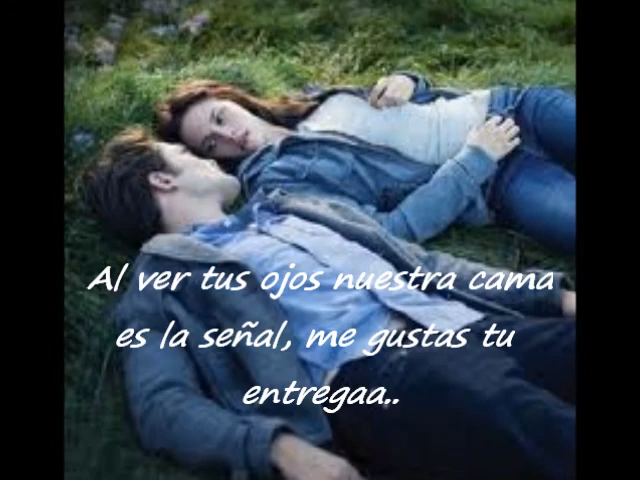 Al ver tus ojos nuestra cama
es la señal, me gustas tu
entregaa..